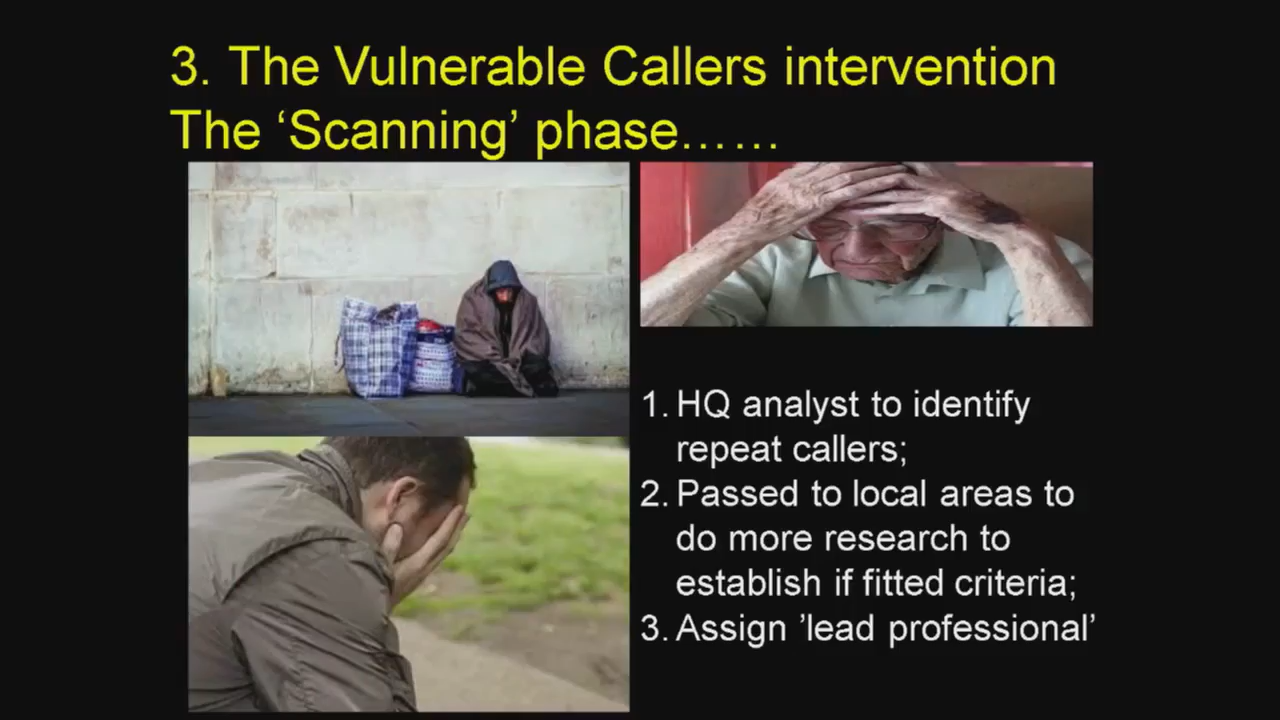 3. The Vulnerable Callers intervention
The ‘Scanning’ phase……
1. HQ analyst to identify
repeat callers;
2. Passed to local areas to
do more research to
establish if fitted criteria;
3. Assign ’lead professional’